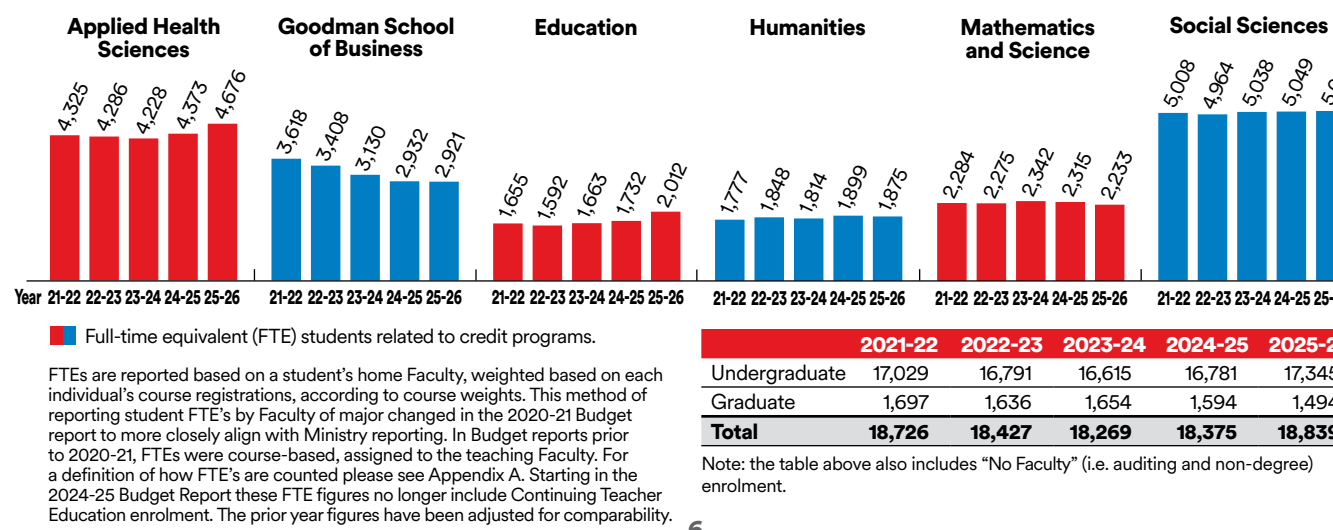 Applied Health
Sciences
4,325
4,286
4,228
4,373
4,676
Goodman School
of Business
3,618
3,408
3,130
2,932
2,921
Education
1,655
1,592
1,663
1,732
2,012
Humanities
1,777
1,848
1,814
1,899
1,875
Mathematics
and Science
2,284
2,275
2,342
2,315
2,233
Social Sciences
5,008
4,964
5,038
5,049
Year 21-22 22-23 23-24 24-25 25-26
21-22 22-23 23-24 24-25 25-26
21-22 22-23 23-24 24-25 25-26
21-22 22-23 23-24 24-25 25-26
21-22 22-23 23-24 24-25 25-26
21-22 22-23 23-24 24-25
Full-time equivalent (FTE) students related to credit programs.
FTEs are reported based on a student's home Faculty, weighted based on each
individual's course registrations, according to course weights. This method of
reporting student FTE's by Faculty of major changed in the 2020-21 Budget
report to more closely align with Ministry reporting. In Budget reports prior
to 2020-21, FTEs were course-based, assigned to the teaching Faculty. For
a definition of how FTE's are counted please see Appendix A. Starting in the
2024-25 Budget Report these FTE figures no longer include Continuing Teacher
Education enrolment. The prior year figures have been adjusted for comparability.
2021-22 2022-23 2023-24 2024-25
Undergraduate 17,029 16,791 16,615 16,781 17,345
Graduate 1,697 1,636 1,654 1,594 1,494
Total 18,726 18,427 18,269 18,375 18,839
Note: the table above also includes "No Faculty" (i.e. auditing and non-degree)
enrolment.